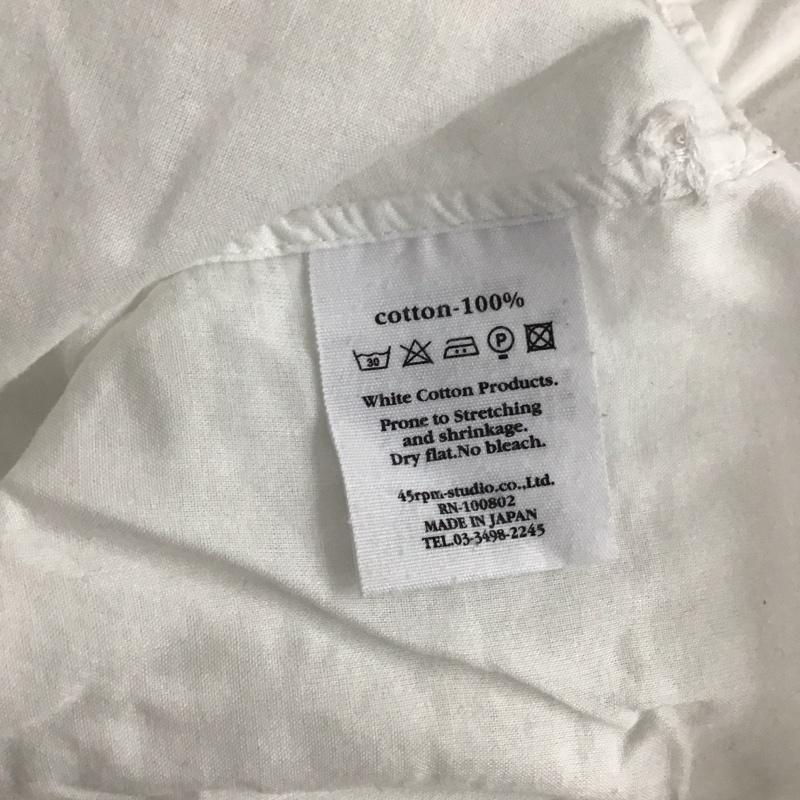 cotton-100%
30 P
White Cotton Products.
Prone to Stretching
and shrinkage.
Dry flat.No bleach.
45rpm-studio.co.,Ltd.
RN-100802
MADE IN JAPAN
TEL.03-3498-2245